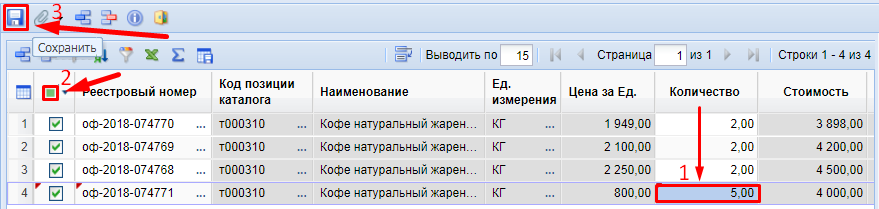 3
Сохранить
Выводить по 15 Страница 1 из 1 Строки 1 - 4 из 4
2
Реестровый номер Код позиции каталога Наименование Ед. измерения Цена за Ед. Количество Стоимость
1 оф-2018-074770 ... т000310 ... Кофе натуральный жарен... КГ ... 1 949,00 2,00 3 898,00
2 оф-2018-074769 ... т000310 ... Кофе натуральный жарен... КГ ... 2 100,00 2,00 4 200,00
3 оф-2018-074768 ... т000310 ... Кофе натуральный жарен... КГ ... 2 250,00 2,00 4 500,00
1
4 оф-2018-074771 ... т000310 ... Кофе натуральный жарен... КГ ... 800,00 5,00 4 000,00